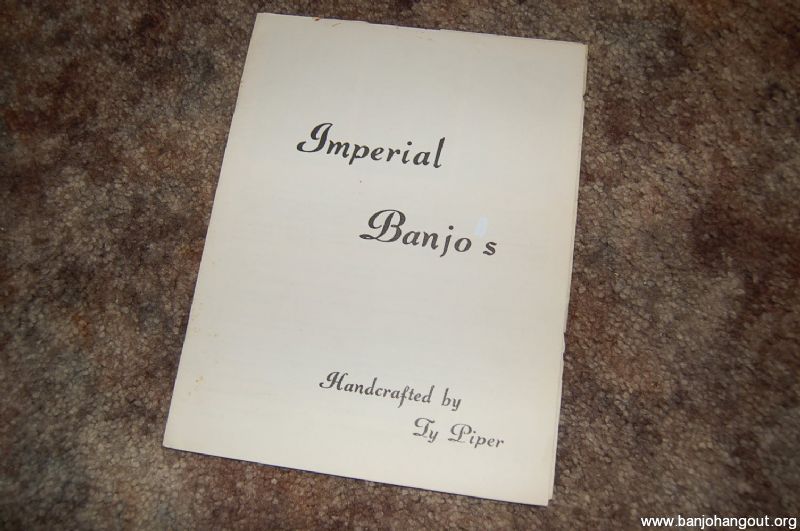 Imperial
Banjo s
Handcrafted by
Ty Piper
www.banjohangout.org